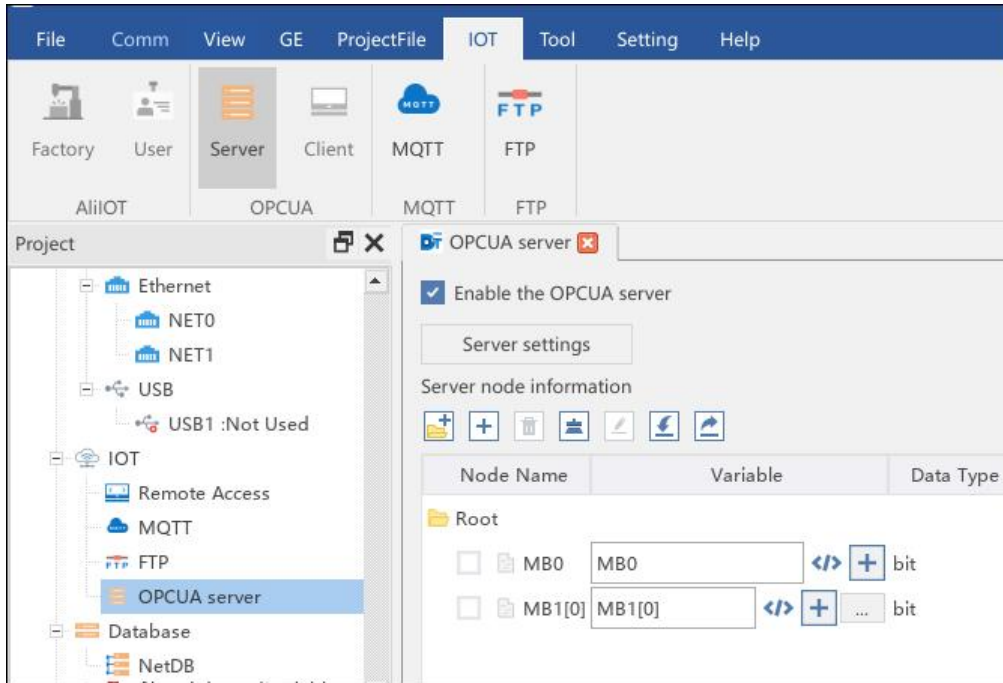 File Comm View GE ProjectFile IOT Tool Setting Help
MQTT FTP
Factory User Server Client MQTT FTP
AliIOT OPCUA MQTT FTP
Project
Ethernet
NET0
NET1
USB
USB1 :Not Used
IOT
Remote Access
MQTT
FTP
OPCUA server
Database
NetDB
DT OPCUA server
Enable the OPCUA server
Server settings
Server node information
Node Name Variable Data Type
Root
MB0 MB0 </> + bit
MB1[0] MB1[0] </> + ... bit